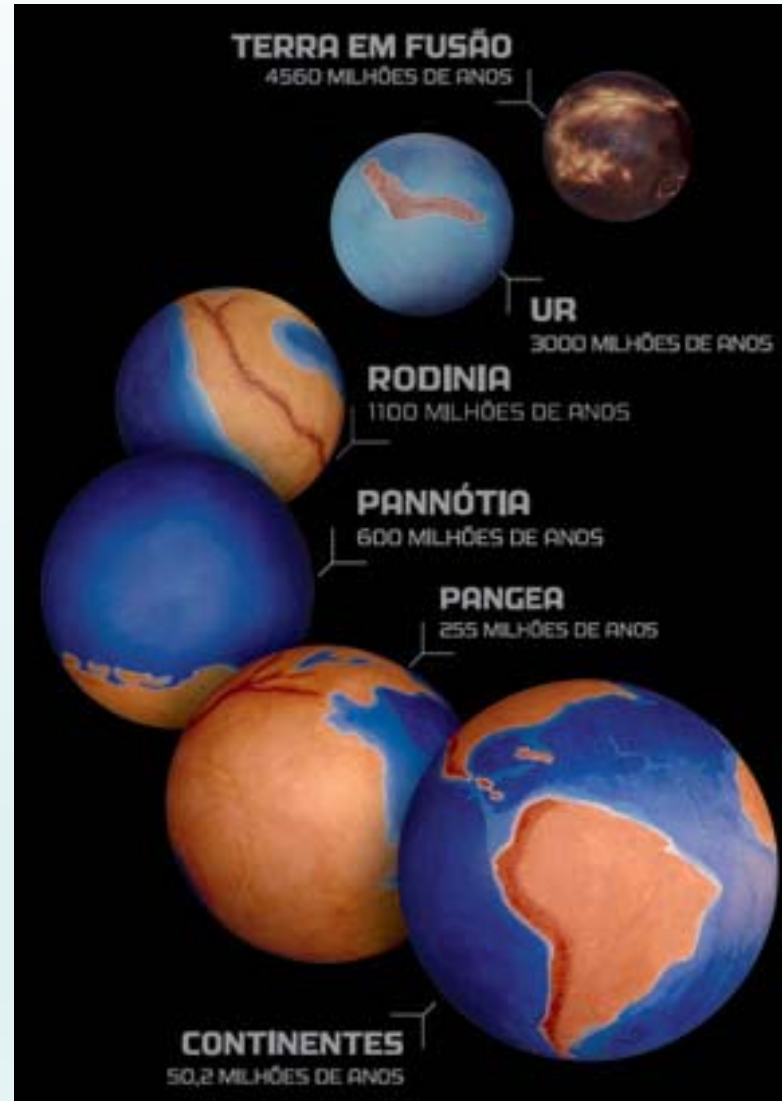 TERRA EM FUSÃO
4560 MILHÕES DE ANOS
UR
3000 MILHÕES DE ANOS
RODINIA
1100 MILHÕES DE ANOS
PANNÓTIA
600 MILHÕES DE ANOS
PANGEA
255 MILHÕES DE ANOS
CONTINENTES
50,2 MILHÕES DE ANOS